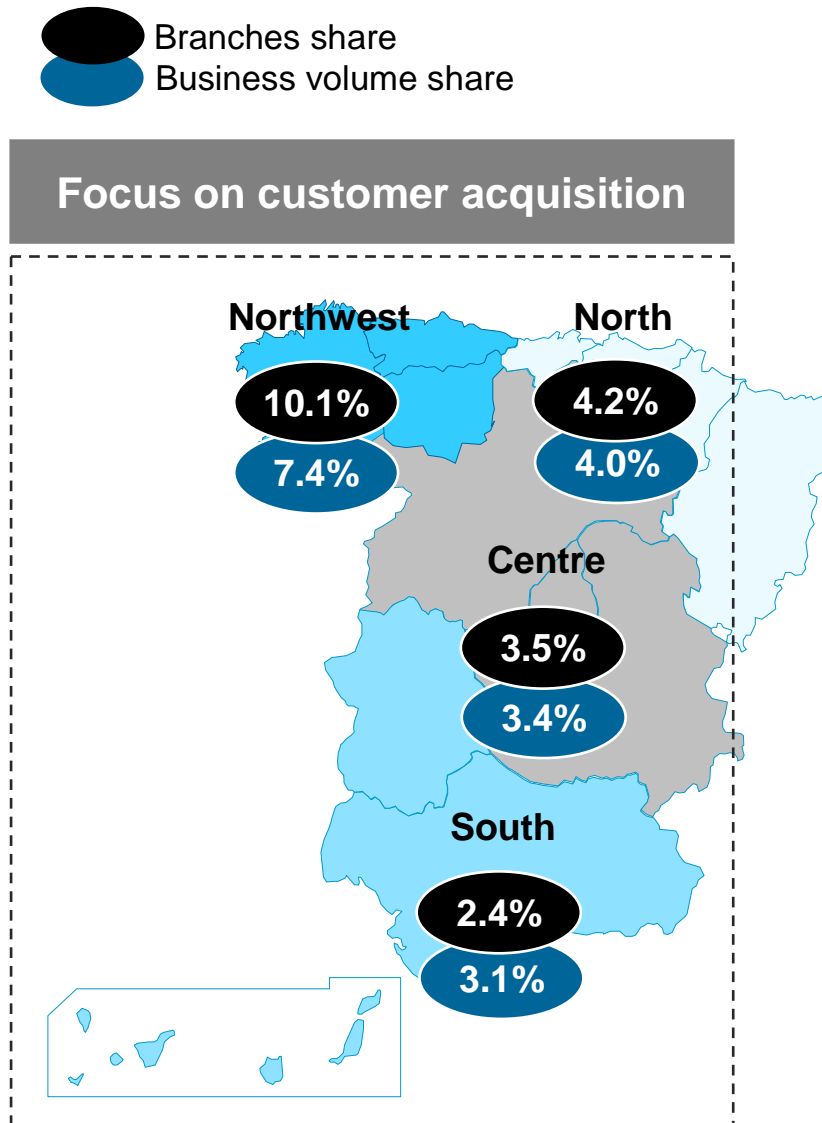 Branches share
Business volume share
Focus on customer acquisition
Northwest
North
10.1%
4.2%
7.4%
4.0%
Centre
3.5%
3.4%
South
2.4%
3.1%